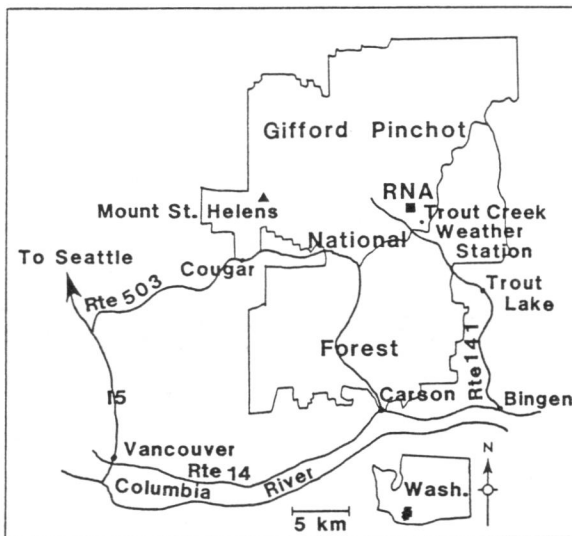 Gifford Pinchot
RNA
Trout Creek
Weather
Station
Mount St. Helens
National
To Seattle
Cougar
Rte 503
Trout
Lake
Forest
Rte 141
Carson
Bingen
I5
Vancouver
Rte 14
Columbia River
Wash.
N
5 km